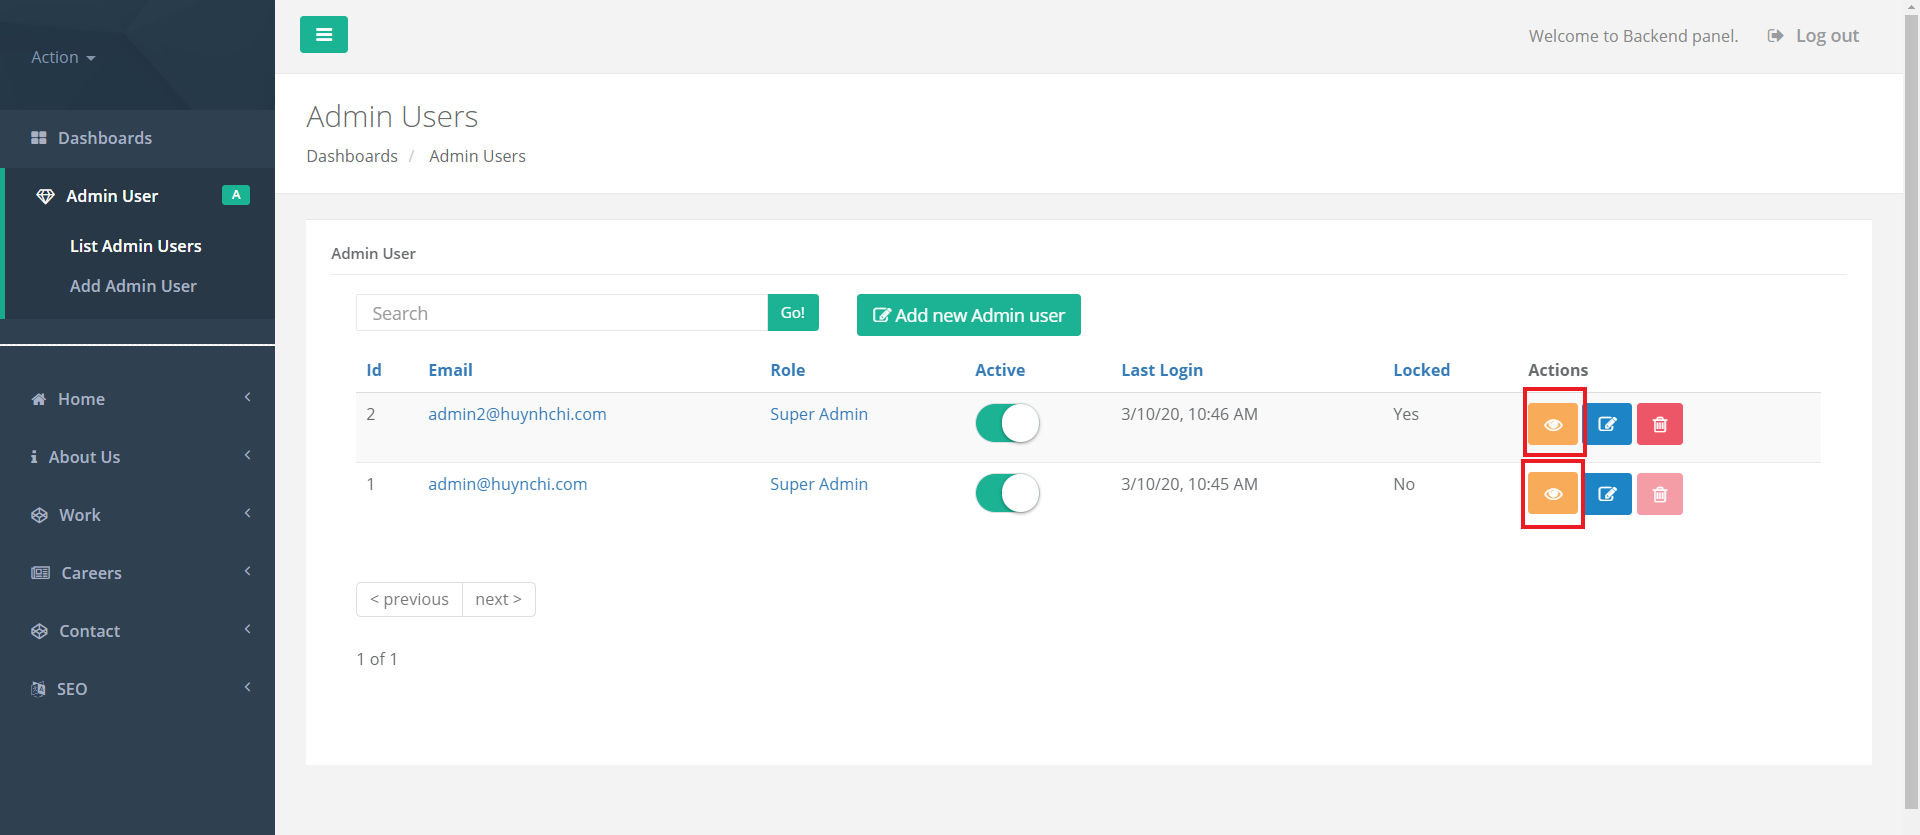 Action
Welcome to Backend panel. Log out
Dashboards
Admin User A
List Admin Users
Add Admin User
Home
About Us
Work
Careers
Contact
SEO
Admin Users
Dashboards / Admin Users
Admin User
Search Go! Add new Admin user
Id Email Role Active Last Login Locked Actions
2 admin2@huynhchi.com Super Admin 3/10/20, 10:46 AM Yes
1 admin@huynchi.com Super Admin 3/10/20, 10:45 AM No
< previous next >
1 of 1